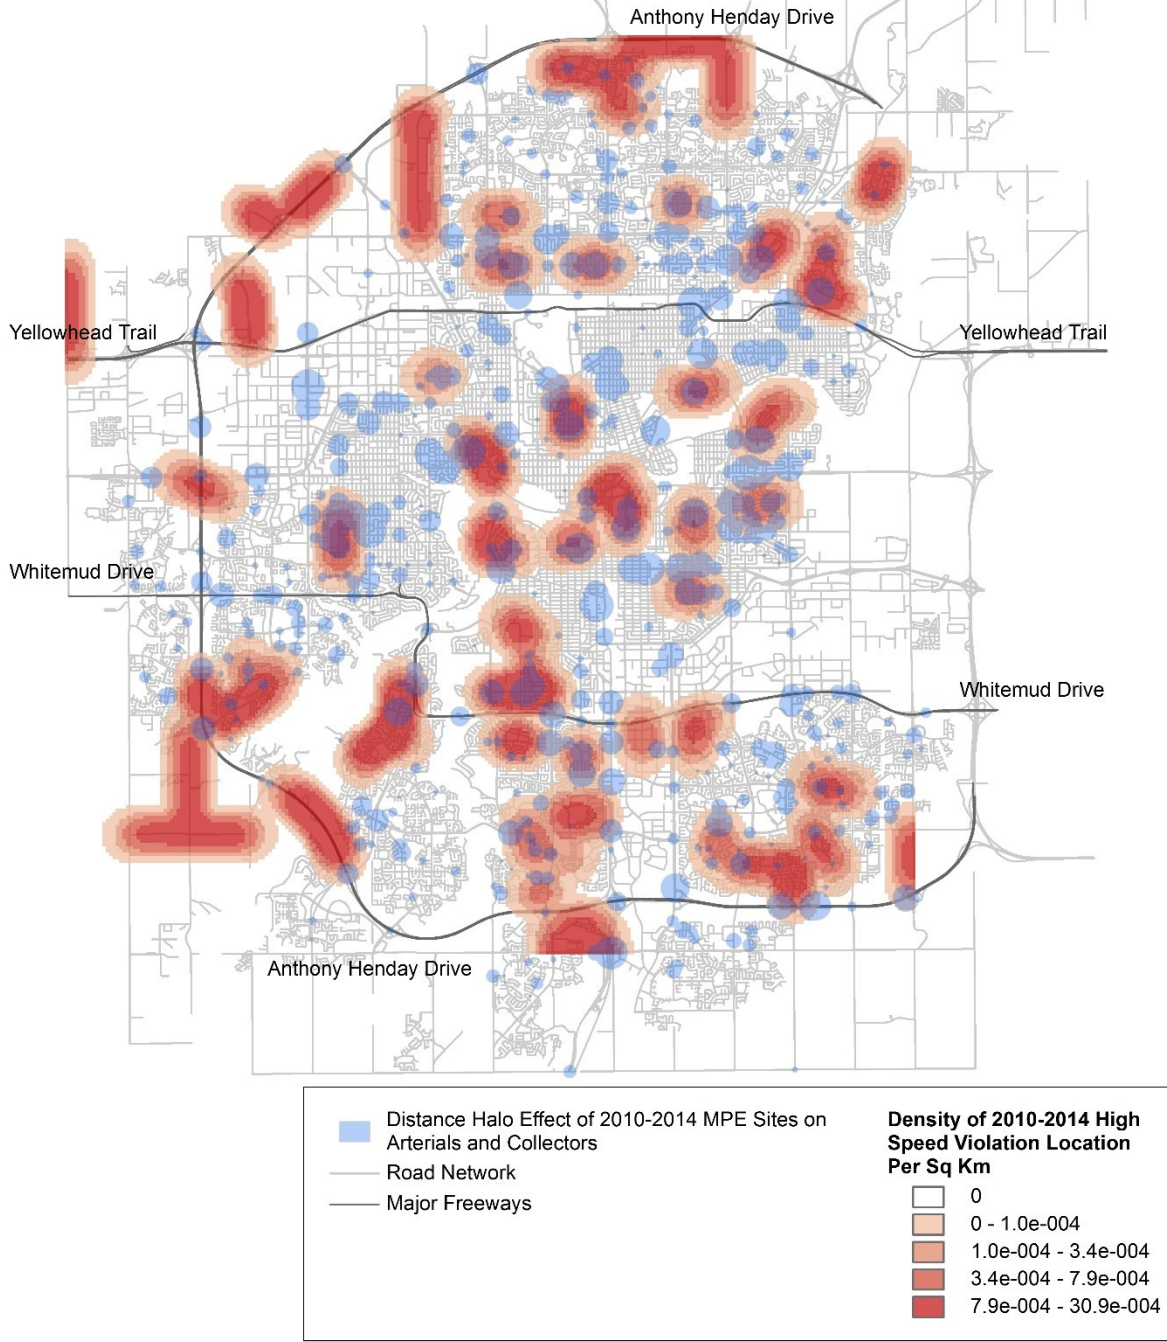 Anthony Henday Drive
Yellowhead Trail
Yellowhead Trail
Whitemud Drive
Whitemud Drive
Anthony Henday Drive
Distance Halo Effect of 2010-2014 MPE Sites on
Arterials and Collectors
Road Network
Major Freeways
Density of 2010-2014 High
Speed Violation Location
Per Sq Km
0
0 - 1.0e-004
1.0e-004 - 3.4e-004
3.4e-004 - 7.9e-004
7.9e-004 - 30.9e-004